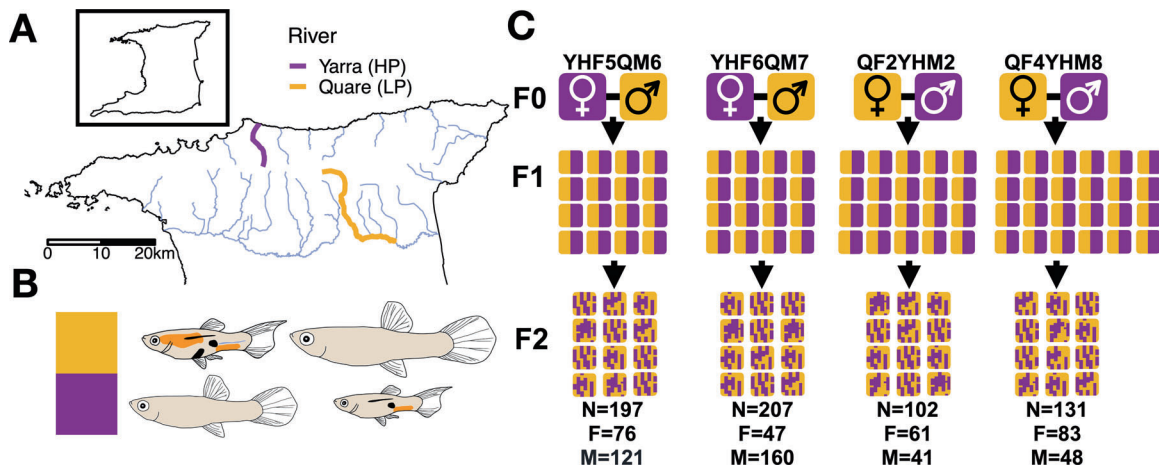 A
River
Yarra (HP)
Quare (LP)
0 10 20km
B
C
YHF5QM6 YHF6QM7 QF2YHM2 QF4YHM8
F0
F1
F2
N=197 N=207 N=102 N=131
F=76 F=47 F=61 F=83
M=121 M=160 M=41 M=48